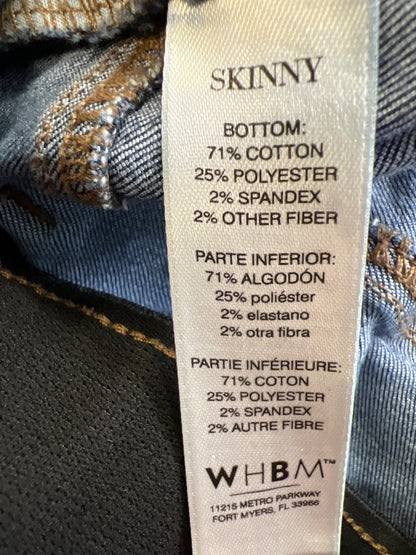 SKINNY
BOTTOM:
71% COTTON
25% POLYESTER
2% SPANDEX
2% OTHER FIBER
PARTE INFERIOR:
71% ALGODÓN
25% poliéster
2% elastano
2% otra fibra
PARTIE INFÉRIEURE:
71% COTON
25% POLYESTER
2% SPANDEX
2% AUTRE FIBRE
WHBM™
11215 METRO PARKWAY
FORT MYERS, FL 33966